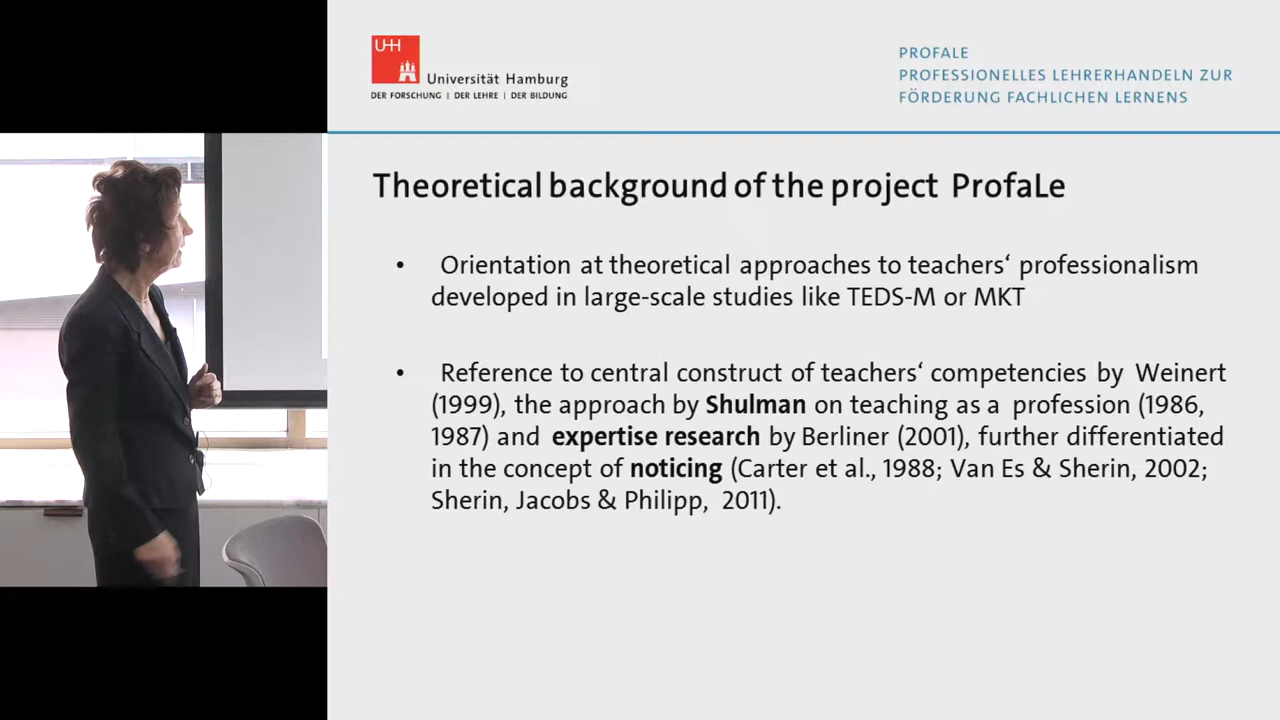 UHH
Universität Hamburg
DER FORSCHUNG | DER LEHRE | DER BILDUNG
PROFALE
PROFESSIONELLES LEHRERHANDELN ZUR
FÖRDERUNG FACHLICHEN LERNENS
Theoretical background of the project ProfaLe
• Orientation at theoretical approaches to teachers‘ professionalism
developed in large-scale studies like TEDS-M or MKT
• Reference to central construct of teachers‘ competencies by Weinert
(1999), the approach by Shulman on teaching as a profession (1986,
1987) and expertise research by Berliner (2001), further differentiated
in the concept of noticing (Carter et al., 1988; Van Es & Sherin, 2002;
Sherin, Jacobs & Philipp, 2011).